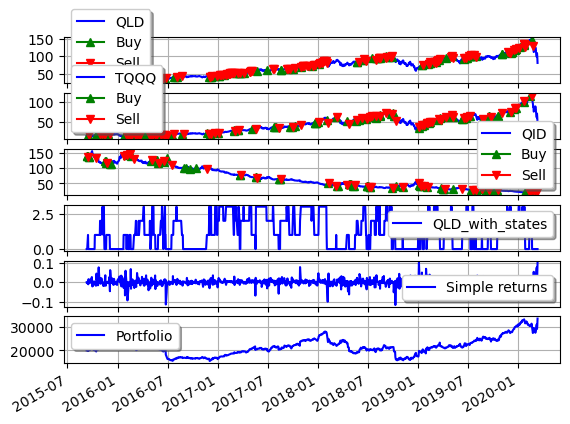 QLD
Buy
Sell
150
100
50
TQQQ
Buy
Sell
100
50
QID
Buy
Sell
150
100
50
QLD_with_states
2.5
0.0
Simple returns
0.1
0.0
−0.1
Portfolio
30000
20000
2015-07
2016-01
2016-07
2017-01
2017-07
2018-01
2018-07
2019-01
2019-07
2020-01